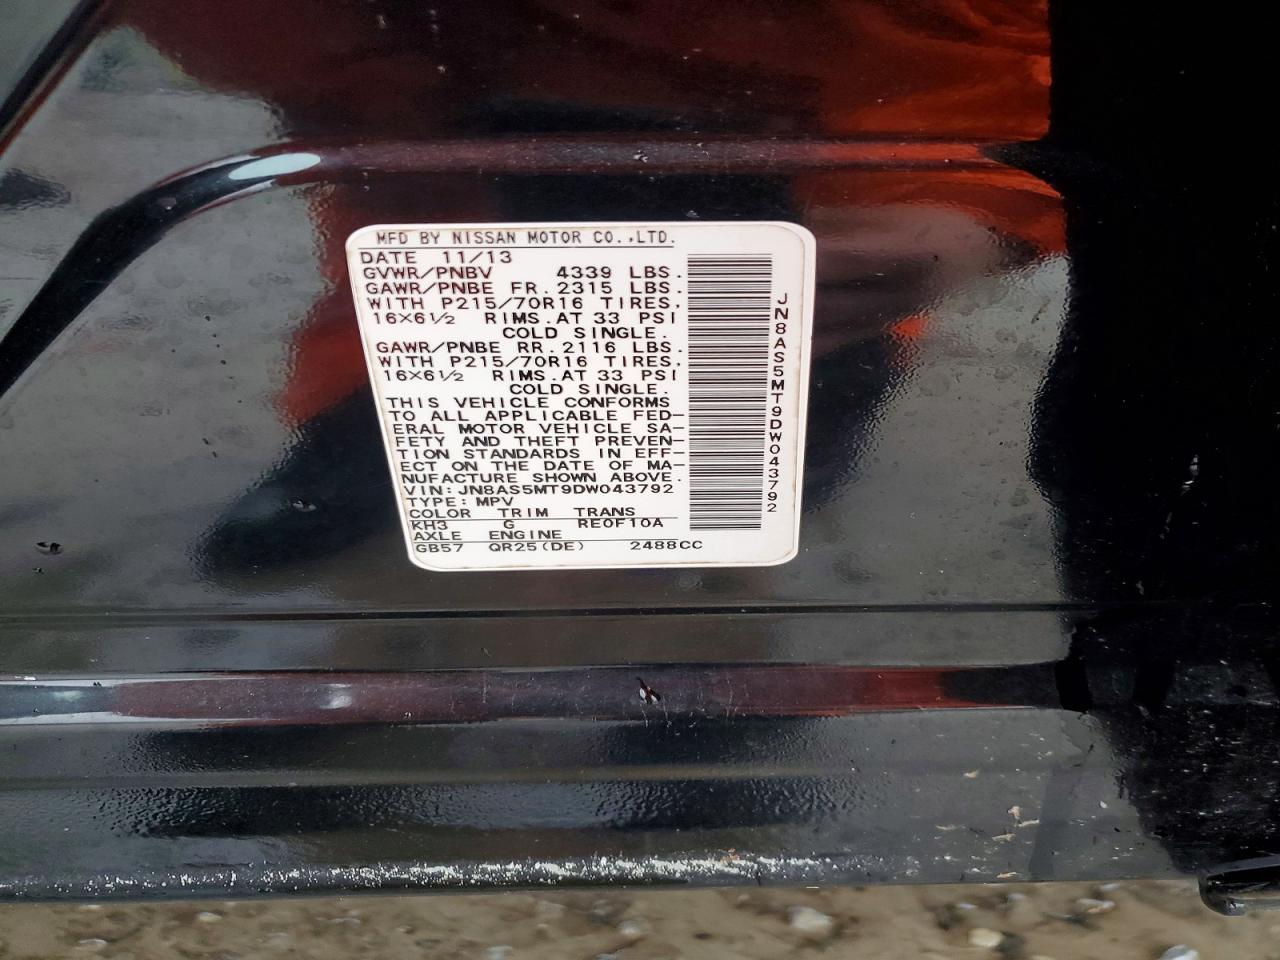 MFD BY NISSAN MOTOR CO.,LTD.
DATE 11/13
GVWR/PNBV 4339 LBS.
GAWR/PNBE FR.2315 LBS.
WITH P215/70R16 TIRES.
16×6½ RIMS.AT 33 PSI
COLD SINGLE.
GAWR/PNBE RR.2116 LBS.
WITH P215/70R16 TIRES.
16×6½ RIMS.AT 33 PSI
COLD SINGLE.
THIS VEHICLE CONFORMS
TO ALL APPLICABLE FED-
ERAL MOTOR VEHICLE SA-
FETY AND THEFT PREVEN-
TION STANDARDS IN EFF-
ECT ON THE DATE OF MA-
NUFACTURE SHOWN ABOVE.
VIN:JN8AS5MT9DW043792
TYPE:MPV
COLOR TRIM TRANS
KH3 G RE0F10A
AXLE ENGINE
GB57 QR25(DE) 2488CC
JN8AS5MT9DW043792